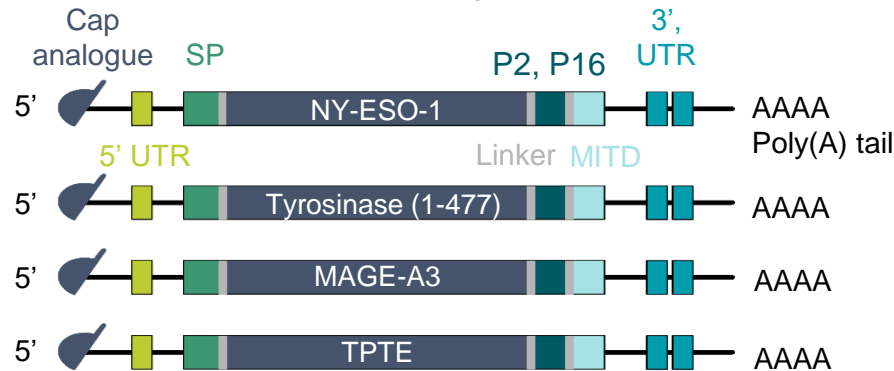 Cap
analogue
SP
P2, P16
3’,
UTR
5’
NY-ESO-1
AAAA
Poly(A) tail
5’ UTR
Linker
MITD
5’
Tyrosinase (1-477)
AAAA
5’
MAGE-A3
AAAA
5’
TPTE
AAAA